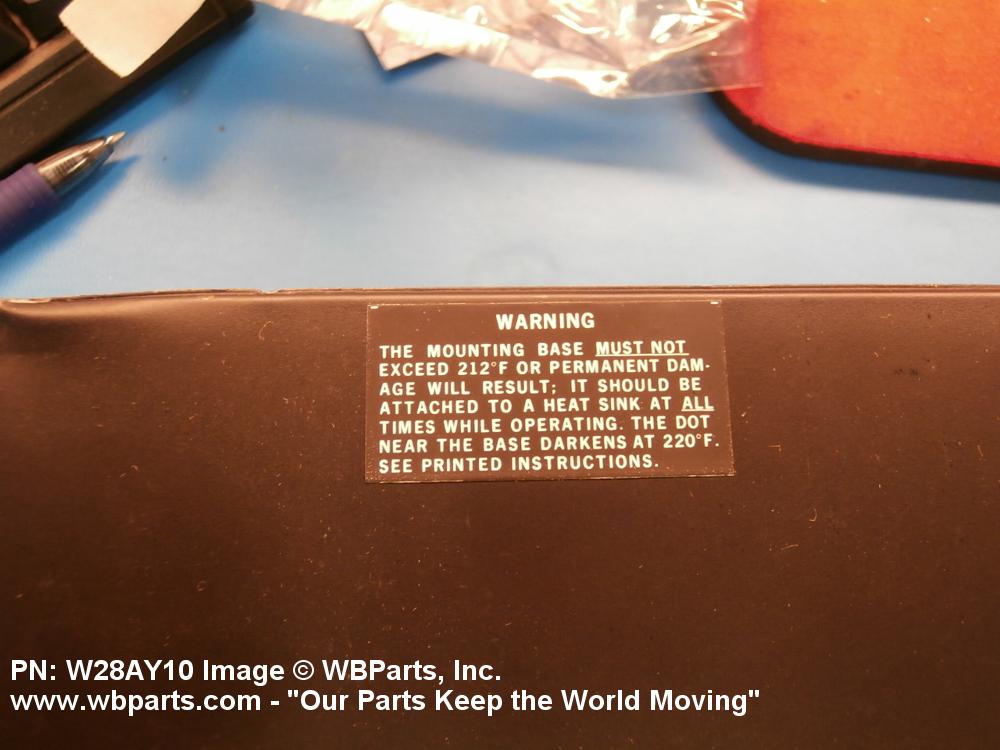 WARNING
THE MOUNTING BASE MUST NOT
EXCEED 212°F OR PERMANENT DAM-
AGE WILL RESULT; IT SHOULD BE
ATTACHED TO A HEAT SINK AT ALL
TIMES WHILE OPERATING. THE DOT
NEAR THE BASE DARKENS AT 220°F.
SEE PRINTED INSTRUCTIONS.
PN: W28AY10 Image © WBParts, Inc.
www.wbparts.com - "Our Parts Keep the World Moving"